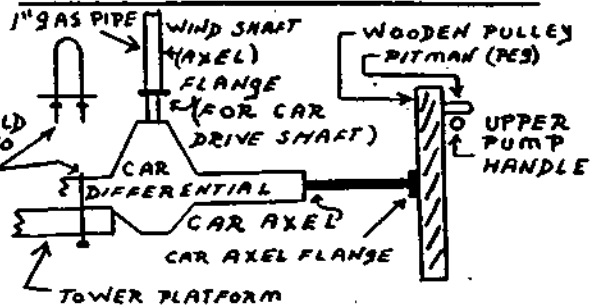 1" GAS PIPE
WIND SHAFT
(AXEL)
FLANGE
(FOR CAR
DRIVE SHAFT)
WOODEN PULLEY
PITMAN (PEG)
UPPER
PUMP
HANDLE
CAR
DIFFERENTIAL
CAR AXEL
CAR AXEL FLANGE
TOWER PLATFORM